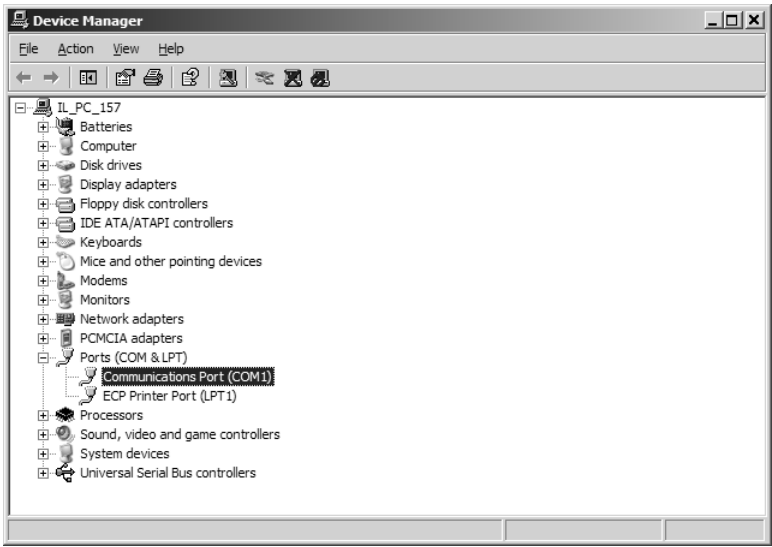 Device Manager
File Action View Help
IL_PC_157
Batteries
Computer
Disk drives
Display adapters
Floppy disk controllers
IDE ATA/ATAPI controllers
Keyboards
Mice and other pointing devices
Modems
Monitors
Network adapters
PCMCIA adapters
Ports (COM & LPT)
Communications Port (COM1)
ECP Printer Port (LPT1)
Processors
Sound, video and game controllers
System devices
Universal Serial Bus controllers